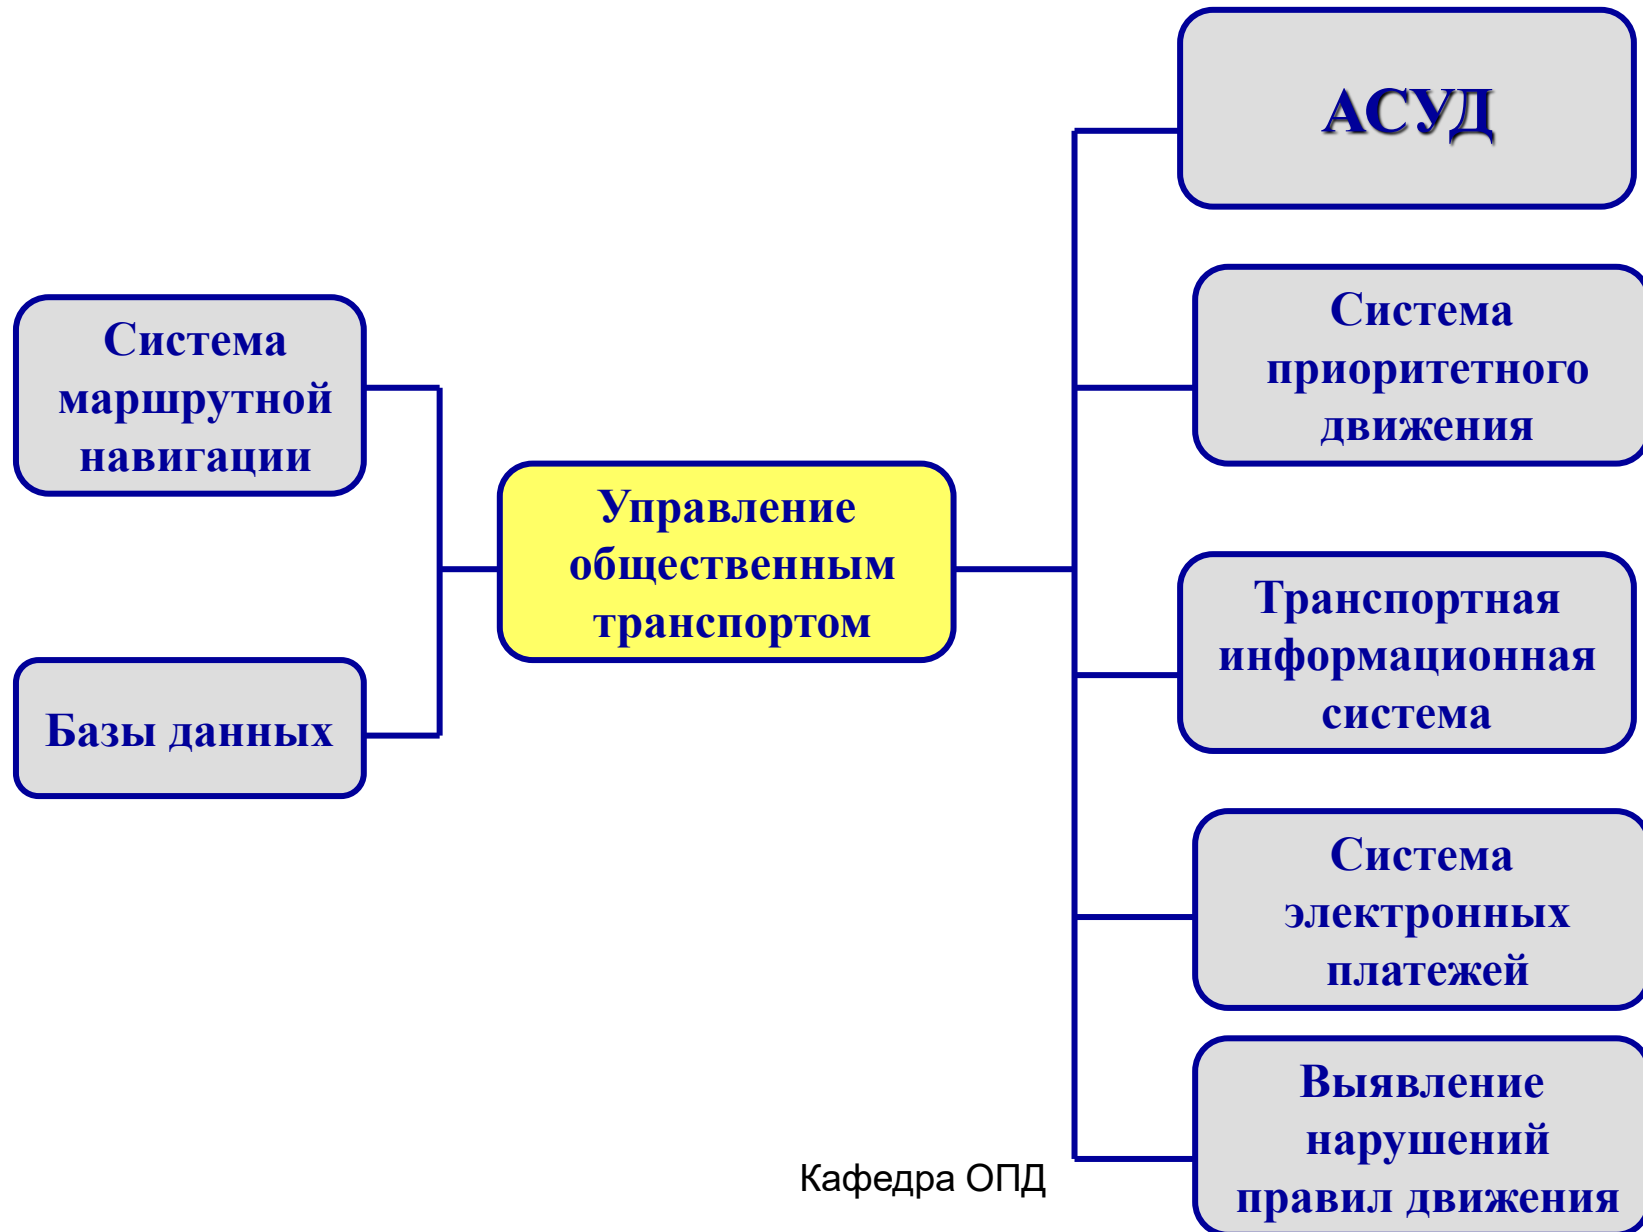 Система
маршрутной
навигации
Базы данных
Управление
общественным
транспортом
АСУД
Система
приоритетного
движения
Транспортная
информационная
система
Система
электронных
платежей
Выявление
нарушений
правил движения
Кафедра ОПД